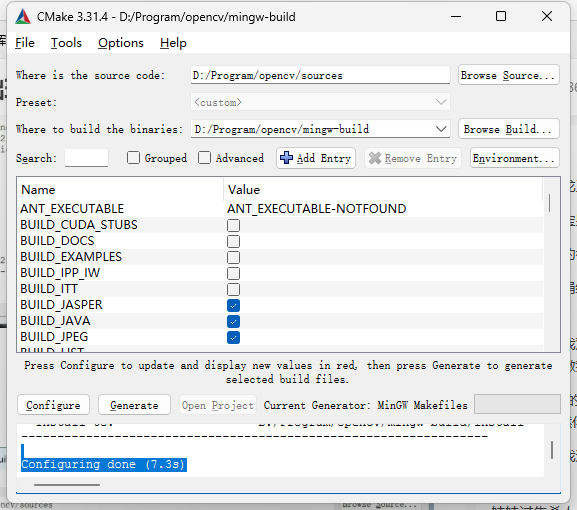 CMake 3.31.4 - D:/Program/opencv/mingw-build
File Tools Options Help
Where is the source code: D:/Program/opencv/sources Browse Source...
Preset: <custom>
Where to build the binaries: D:/Program/opencv/mingw-build Browse Build...
Search: Grouped Advanced Add Entry Remove Entry Environment...
Name Value
ANT_EXECUTABLE ANT_EXECUTABLE-NOTFOUND
BUILD_CUDA_STUBS
BUILD_DOCS
BUILD_EXAMPLES
BUILD_IPP_IW
BUILD_ITT
BUILD_JASPER
BUILD_JAVA
BUILD_JPEG
BUILD_LIST
Press Configure to update and display new values in red, then press Generate to generate
selected build files.
Configure Generate Open Project Current Generator: MinGW Makefiles
Install to: D:/Program/opencv/mingw-build/install
-----------------------------------------------------------------
Configuring done (7.3s)
cv/sources Browse Source...